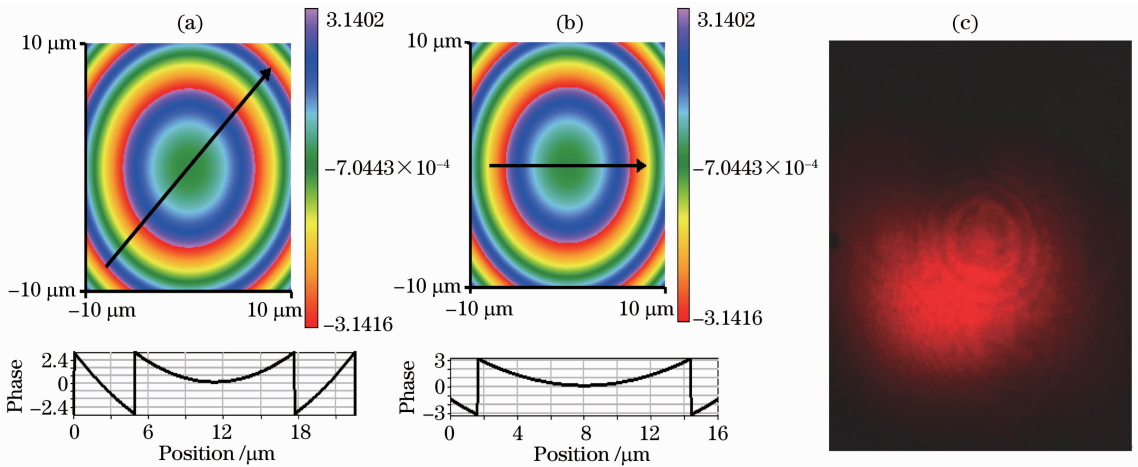 (a)
(b)
(c)
10 μm
3.1402
−7.0443×10⁻⁴
−3.1416
−10 μm
−10 μm
10 μm
10 μm
3.1402
−7.0443×10⁻⁴
−3.1416
−10 μm
−10 μm
10 μm
Phase
2.4
0
−2.4
0 6 12 18
Position /μm
Phase
3
0
−3
0 4 8 12 16
Position /μm